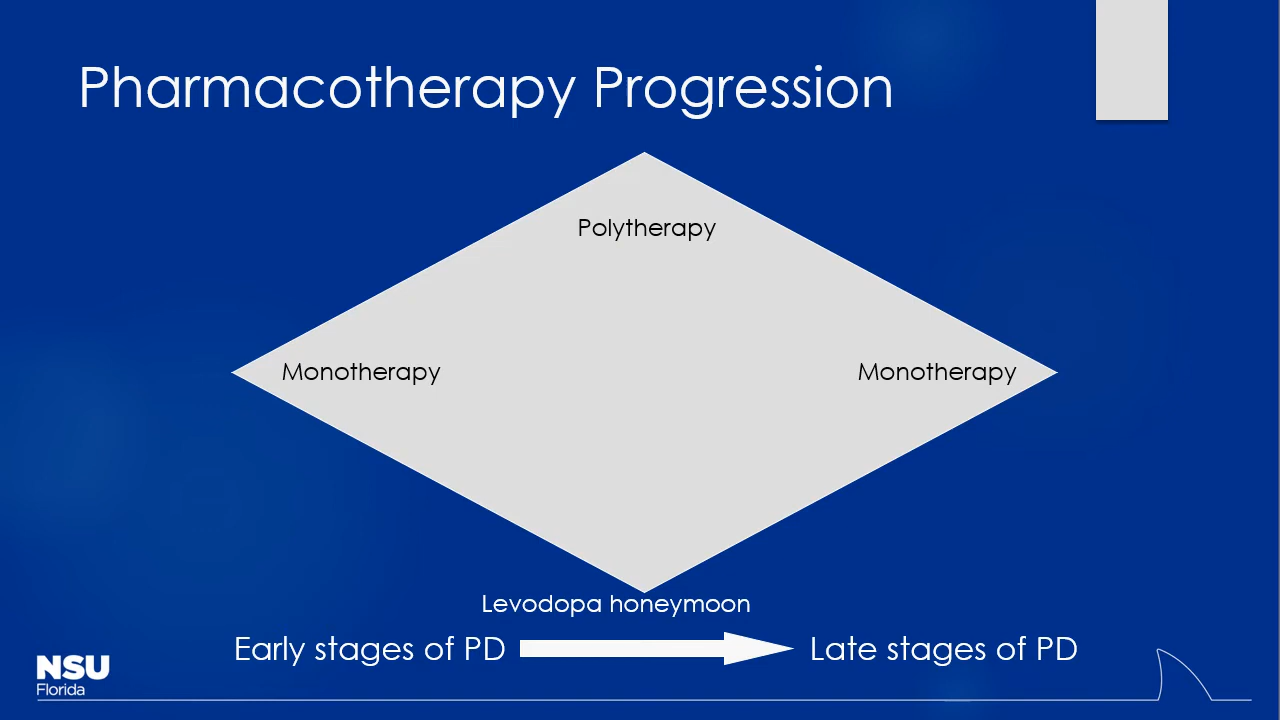 Pharmacotherapy Progression
Polytherapy
Monotherapy
Monotherapy
Levodopa honeymoon
Early stages of PD
Late stages of PD
NSU
Florida